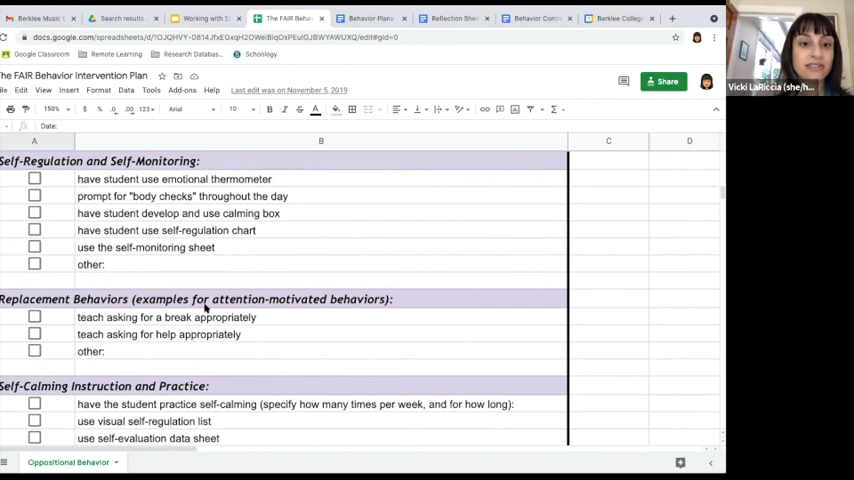 Berklee Music
Search results
Working with S
The FAIR Behav
Behavior Plans
Reflection Shee
Behavior Contr
Berklee Colleg
docs.google.com/spreadsheets/d/
/edit#gid=0
Google Classroom
Remote Learning
Research Databas...
Schoology
The FAIR Behavior Intervention Plan
Edit View Insert Format Data Tools Add-ons Help
Last edit was on November 5, 2019
Share
150%
$ % .0 .00 123
Arial
10
B I S A
fx Date:
A B C D
Self-Regulation and Self-Monitoring:
have student use emotional thermometer
prompt for "body checks" throughout the day
have student develop and use calming box
have student use self-regulation chart
use the self-monitoring sheet
other:
Replacement Behaviors (examples for attention-motivated behaviors):
teach asking for a break appropriately
teach asking for help appropriately
other:
Self-Calming Instruction and Practice:
have the student practice self-calming (specify how many times per week, and for how long):
use visual self-regulation list
use self-evaluation data sheet
Oppositional Behavior
Vicki LaRiccia (she/h...